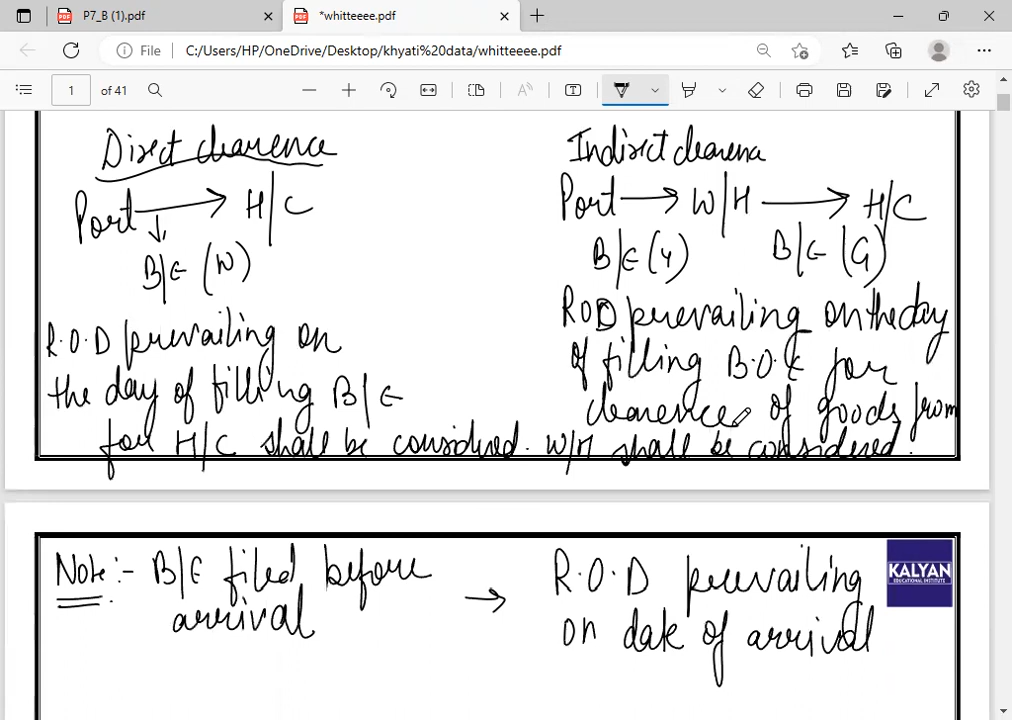 P7_B (1).pdf
*whitteeee.pdf
File
C:/Users/HP/OneDrive/Desktop/khyati%20data/whitteeee.pdf
1 of 41
Direct clearence
Port → H/C
B/E (W)
R.O.D prevailing on
the day of filling B/E
for H/C shall be considered.
Indirect clearena
Port → W/H → H/C
B/E (Y) B/E (G)
ROD prevailing on the day
of filling B.O.E for
clearence of goods from
W/H shall be considered.
Note:- B/E filed before
arrival
→ R.O.D prevailing
on date of arrival
KALYAN
EDUCATIONAL INSTITUTE